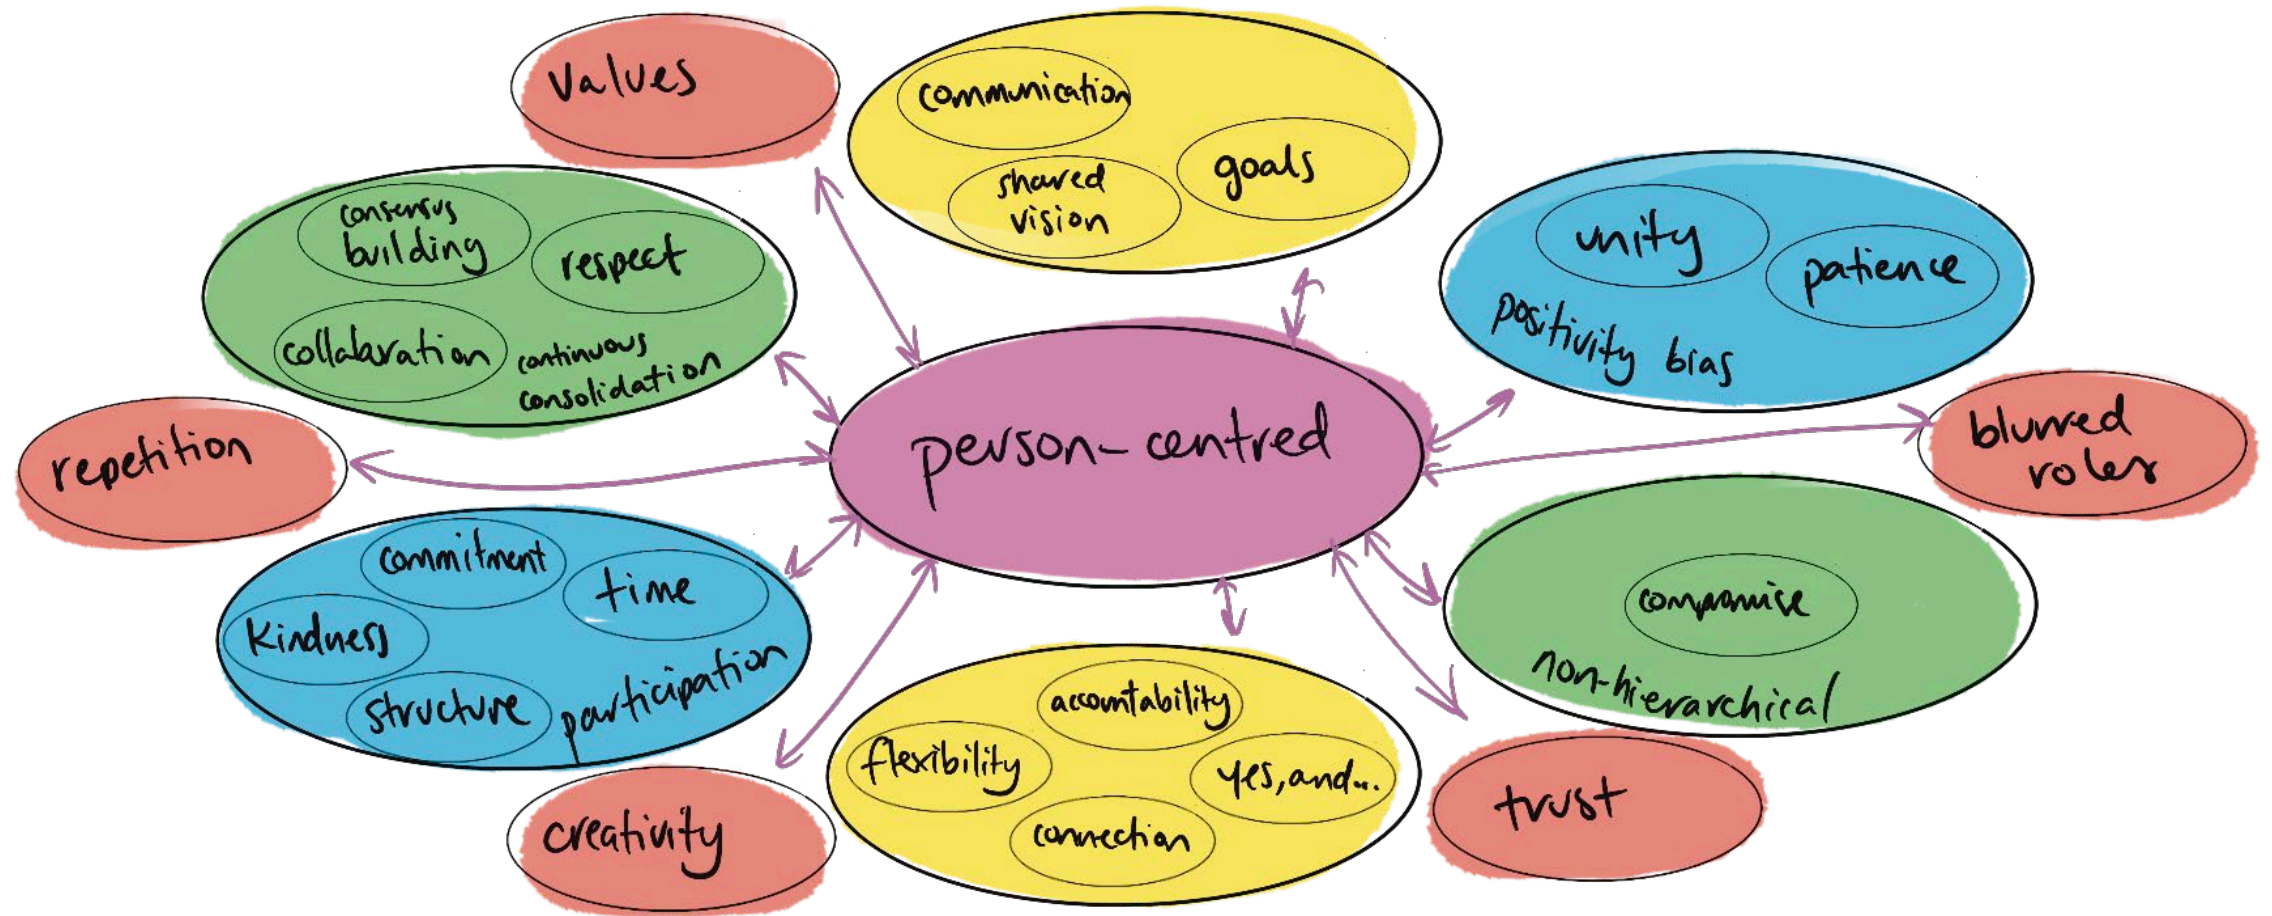 values
communication
shared
vision
goals
consensus
building
respect
collaboration
continuous
consolidation
unity
patience
positivity bias
repetition
person-centred
blurred
roles
commitment
time
kindness
structure
participation
compromise
non-hierarchical
accountability
flexibility
yes, and...
connection
creativity
trust